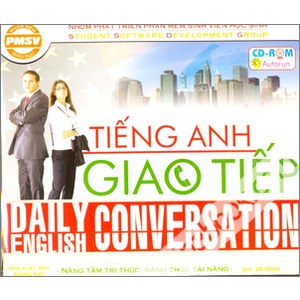 NHÓM PHÁT TRIỂN PHẦN MỀM SINH VIÊN HỌC SINH
PMSV
STUDENT SOFTWARE DEVELOPMENT GROUP
CD-ROM
Autorun
TIẾNG ANH
GIAO TIẾP
DAILY
ENGLISH
CONVERSATION
NÂNG TẦM TRI THỨC, ĐÁNH THỨC TÀI NĂNG